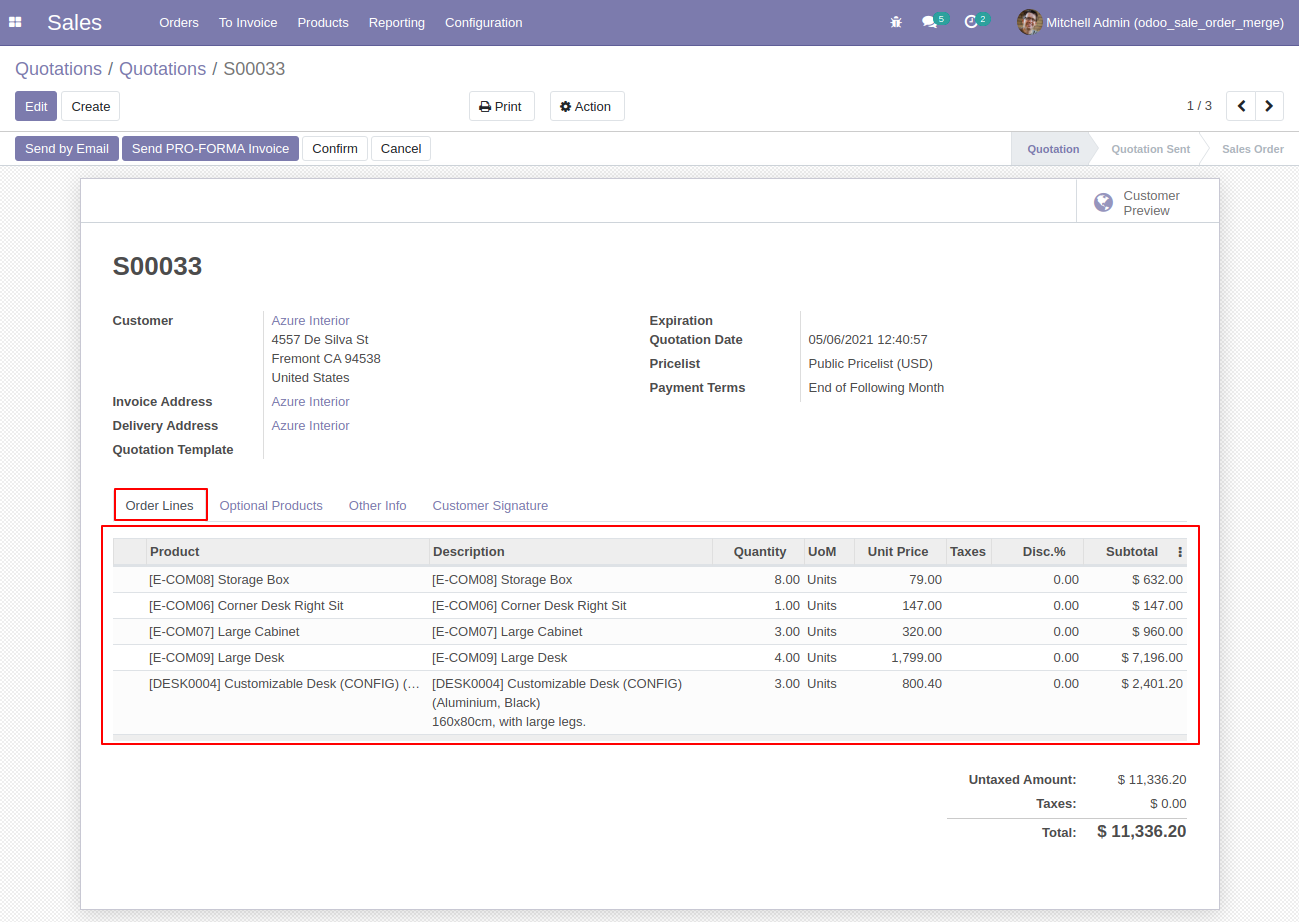 Sales Orders To Invoice Products Reporting Configuration 5 2 Mitchell Admin (odoo_sale_order_merge)
Quotations / Quotations / S00033
Edit Create Print Action 1 / 3
Send by Email Send PRO-FORMA Invoice Confirm Cancel Quotation Quotation Sent Sales Order
Customer
Preview
S00033
Customer Azure Interior
4557 De Silva St
Fremont CA 94538
United States
Invoice Address Azure Interior
Delivery Address Azure Interior
Quotation Template
Expiration
Quotation Date 05/06/2021 12:40:57
Pricelist Public Pricelist (USD)
Payment Terms End of Following Month
Order Lines Optional Products Other Info Customer Signature
Product Description Quantity UoM Unit Price Taxes Disc.% Subtotal
[E-COM08] Storage Box [E-COM08] Storage Box 8.00 Units 79.00 0.00 $ 632.00
[E-COM06] Corner Desk Right Sit [E-COM06] Corner Desk Right Sit 1.00 Units 147.00 0.00 $ 147.00
[E-COM07] Large Cabinet [E-COM07] Large Cabinet 3.00 Units 320.00 0.00 $ 960.00
[E-COM09] Large Desk [E-COM09] Large Desk 4.00 Units 1,799.00 0.00 $ 7,196.00
[DESK0004] Customizable Desk (CONFIG) (… [DESK0004] Customizable Desk (CONFIG) 3.00 Units 800.40 0.00 $ 2,401.20
(Aluminium, Black)
160x80cm, with large legs.
Untaxed Amount: $ 11,336.20
Taxes: $ 0.00
Total: $ 11,336.20